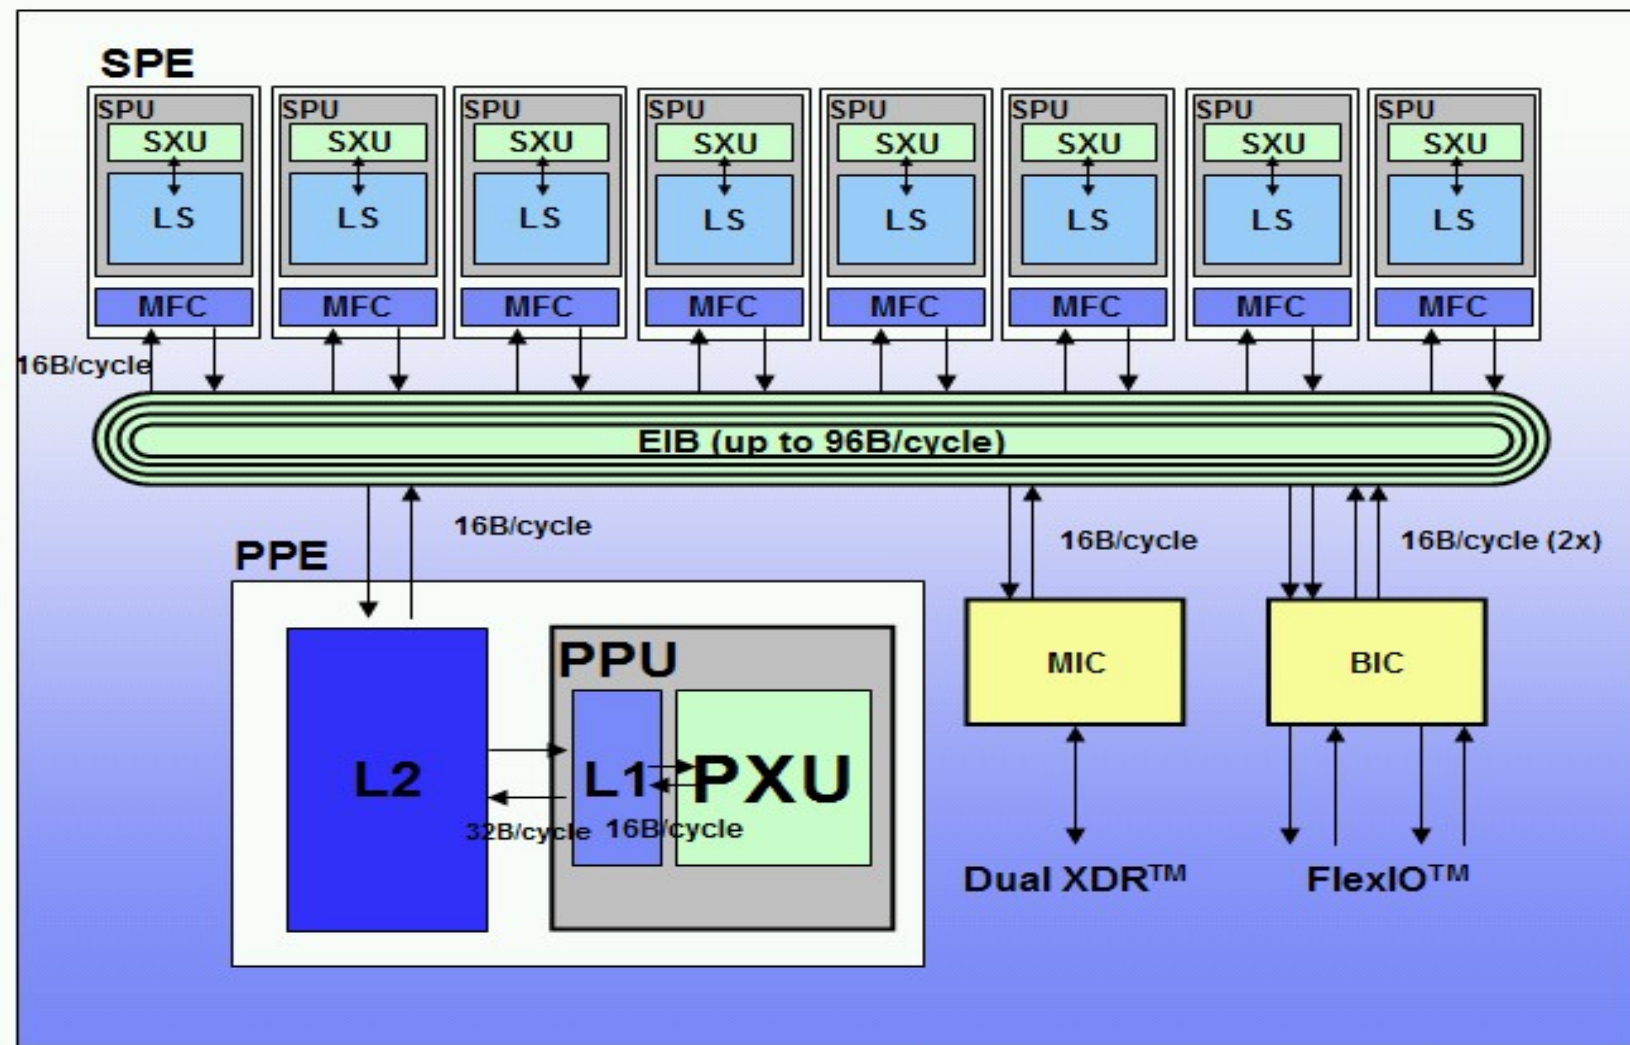 SPE
SPU SPU SPU SPU SPU SPU SPU SPU
SXU SXU SXU SXU SXU SXU SXU SXU
LS LS LS LS LS LS LS LS
MFC MFC MFC MFC MFC MFC MFC MFC
16B/cycle
EIB (up to 96B/cycle)
16B/cycle 16B/cycle 16B/cycle (2x)
PPE
PPU
MIC BIC
L2 L1 PXU
32B/cycle 16B/cycle
Dual XDR™ FlexIO™